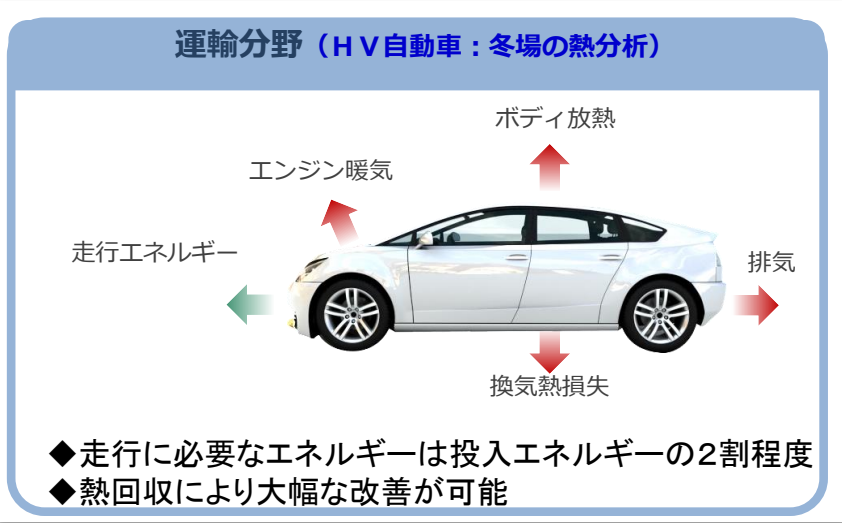 運輸分野（ＨＶ自動車：冬場の熱分析）
ボディ放熱
エンジン暖気
走行エネルギー
排気
換気熱損失
◆走行に必要なエネルギーは投入エネルギーの２割程度
◆熱回収により大幅な改善が可能